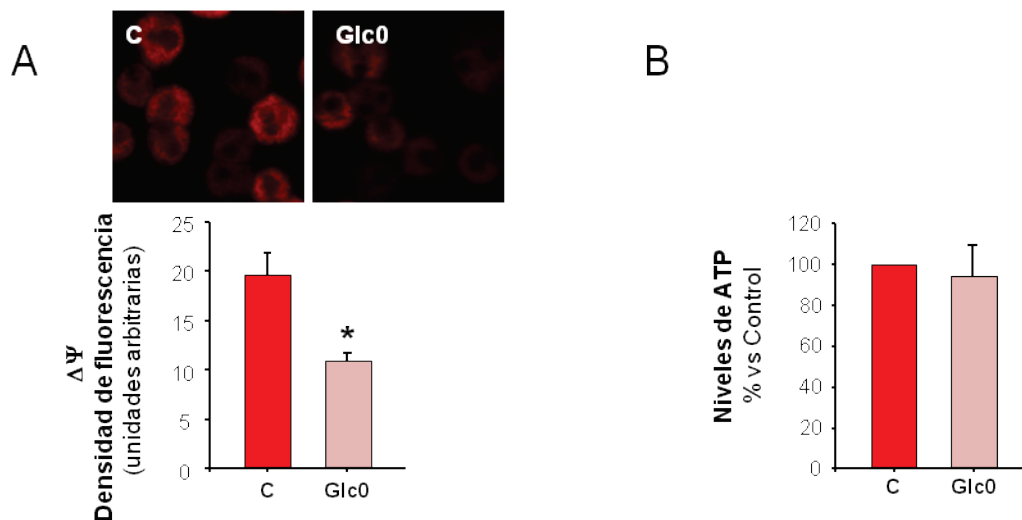 A
C
Glc0
ΔΨ
Densidad de fluorescencia
(unidades arbitrarias)
25
20
15
10
5
0
*
C
Glc0
B
Niveles de ATP
% vs Control
120
100
80
60
40
20
0
C
Glc0